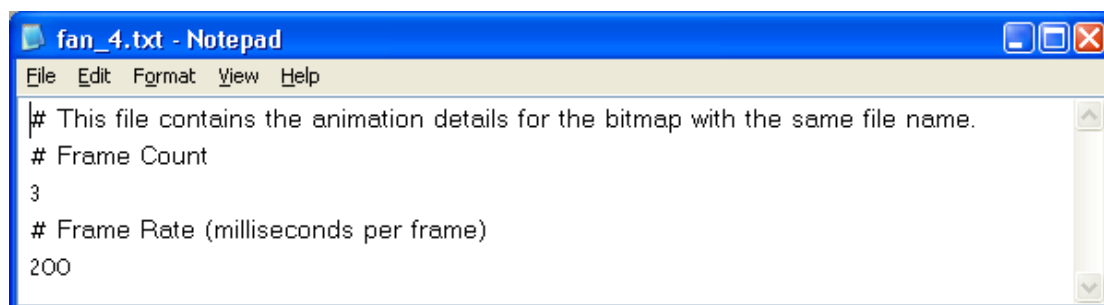 fan_4.txt - Notepad
File Edit Format View Help
# This file contains the animation details for the bitmap with the same file name.
# Frame Count
3
# Frame Rate (milliseconds per frame)
200